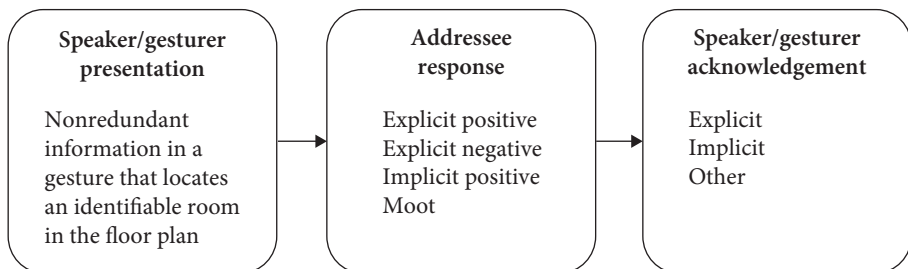 Speaker/gesturer
presentation
Nonredundant
information in a
gesture that locates
an identifiable room
in the floor plan
Addressee
response
Explicit positive
Explicit negative
Implicit positive
Moot
Speaker/gesturer
acknowledgement
Explicit
Implicit
Other